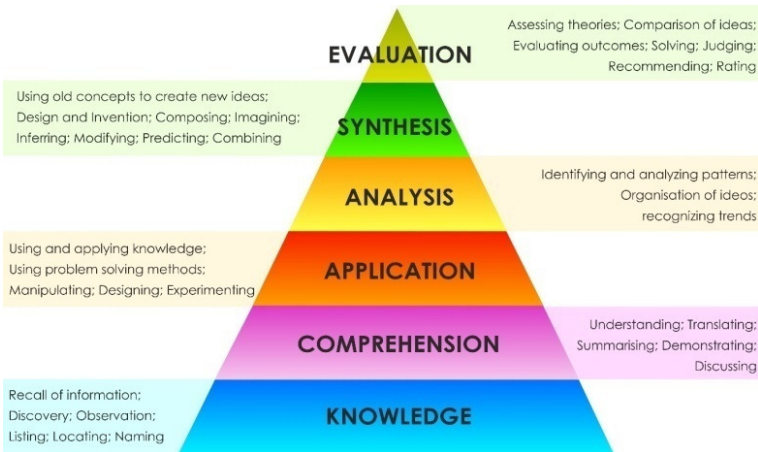 EVALUATION
Assessing theories; Comparison of ideas;
Evaluating outcomes; Solving; Judging;
Recommending; Rating
Using old concepts to create new ideas;
Design and Invention; Composing; Imagining;
Inferring; Modifying; Predicting; Combining
SYNTHESIS
ANALYSIS
Identifying and analyzing patterns;
Organisation of ideos;
recognizing trends
Using and applying knowledge;
Using problem solving methods;
Manipulating; Designing; Experimenting
APPLICATION
COMPREHENSION
Understanding; Translating;
Summarising; Demonstrating;
Discussing
Recall of information;
Discovery; Observation;
Listing; Locating; Naming
KNOWLEDGE